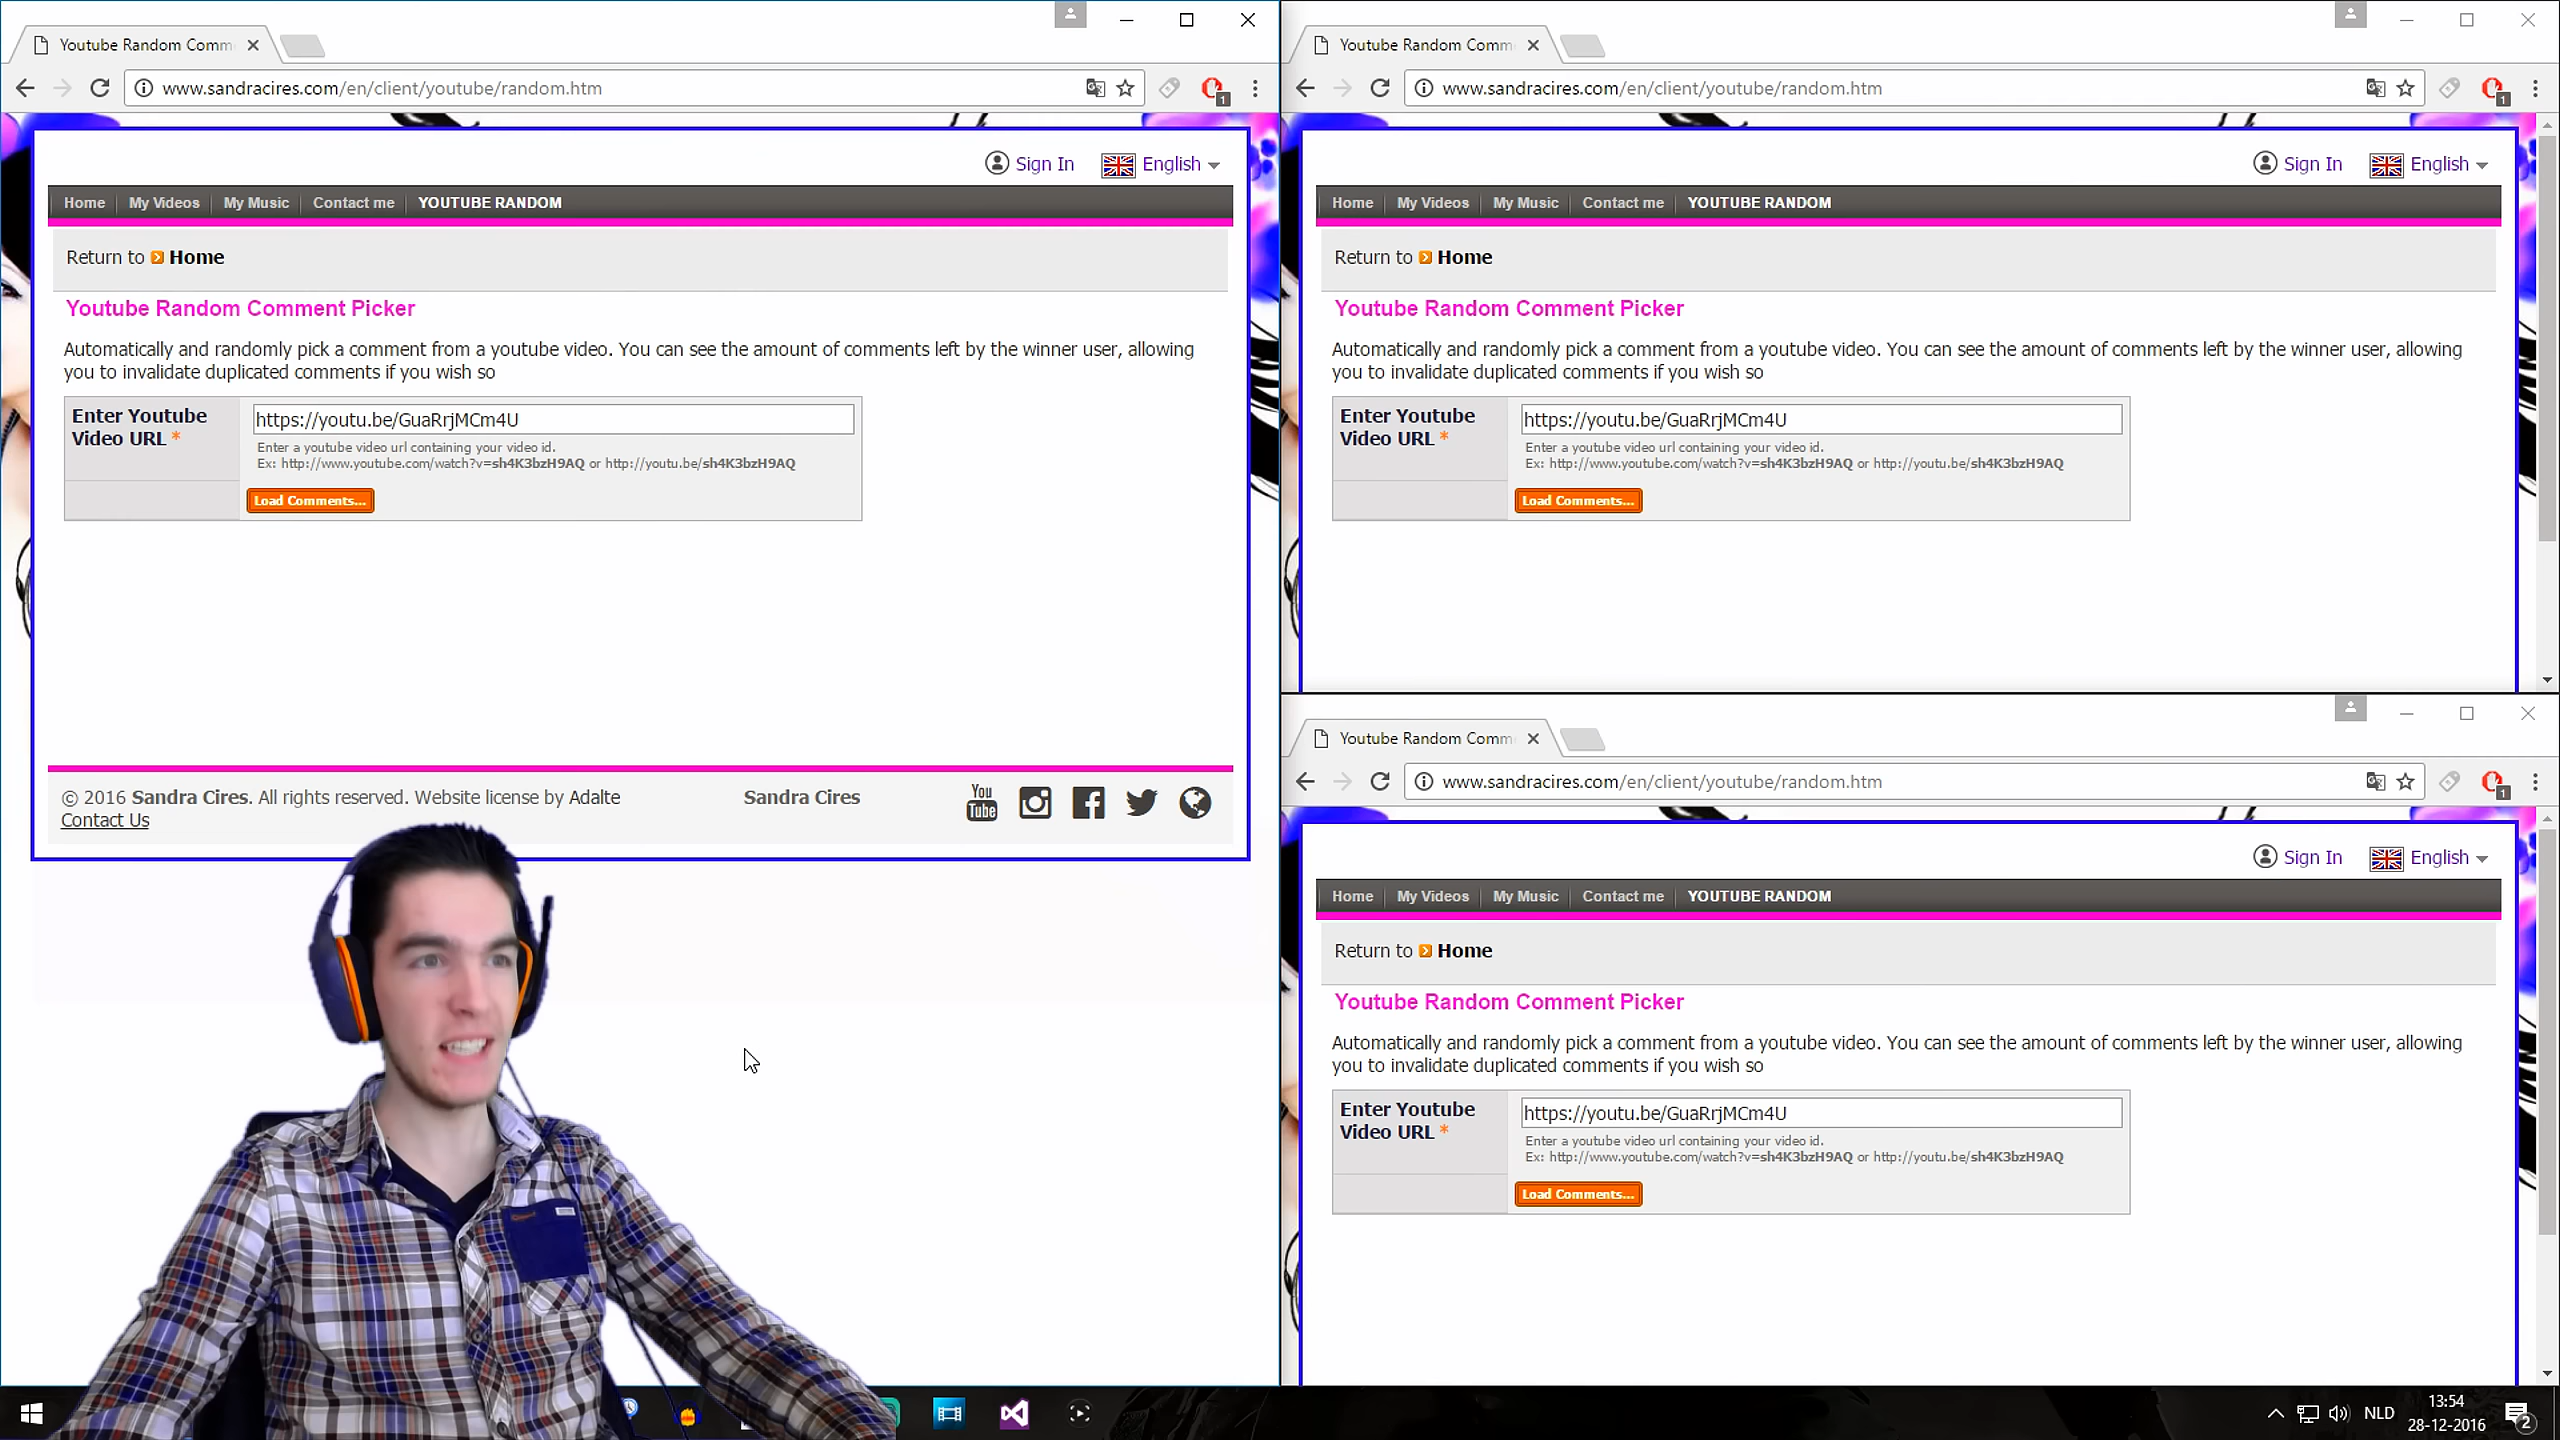 Youtube Random Comm
www.sandracires.com/en/client/youtube/random.htm
1
Sign In
English
Home
My Videos
My Music
Contact me
YOUTUBE RANDOM
Return to Home
Youtube Random Comment Picker
Automatically and randomly pick a comment from a youtube video. You can see the amount of comments left by the winner user, allowing
you to invalidate duplicated comments if you wish so
Enter Youtube
Video URL *
https://youtu.be/GuaRrjMCm4U
Enter a youtube video url containing your video id.
Ex: http://www.youtube.com/watch?v=sh4K3bzH9AQ or http://youtu.be/sh4K3bzH9AQ
Load Comments...
© 2016 Sandra Cires. All rights reserved. Website license by Adalte
Contact Us
Sandra Cires
You
Tube
Youtube Random Comm
www.sandracires.com/en/client/youtube/random.htm
1
Sign In
English
Home
My Videos
My Music
Contact me
YOUTUBE RANDOM
Return to Home
Youtube Random Comment Picker
Automatically and randomly pick a comment from a youtube video. You can see the amount of comments left by the winner user, allowing
you to invalidate duplicated comments if you wish so
Enter Youtube
Video URL *
https://youtu.be/GuaRrjMCm4U
Enter a youtube video url containing your video id.
Ex: http://www.youtube.com/watch?v=sh4K3bzH9AQ or http://youtu.be/sh4K3bzH9AQ
Load Comments...
Youtube Random Comm
www.sandracires.com/en/client/youtube/random.htm
1
Sign In
English
Home
My Videos
My Music
Contact me
YOUTUBE RANDOM
Return to Home
Youtube Random Comment Picker
Automatically and randomly pick a comment from a youtube video. You can see the amount of comments left by the winner user, allowing
you to invalidate duplicated comments if you wish so
Enter Youtube
Video URL *
https://youtu.be/GuaRrjMCm4U
Enter a youtube video url containing your video id.
Ex: http://www.youtube.com/watch?v=sh4K3bzH9AQ or http://youtu.be/sh4K3bzH9AQ
Load Comments...
NLD
13:54
28-12-2016
2